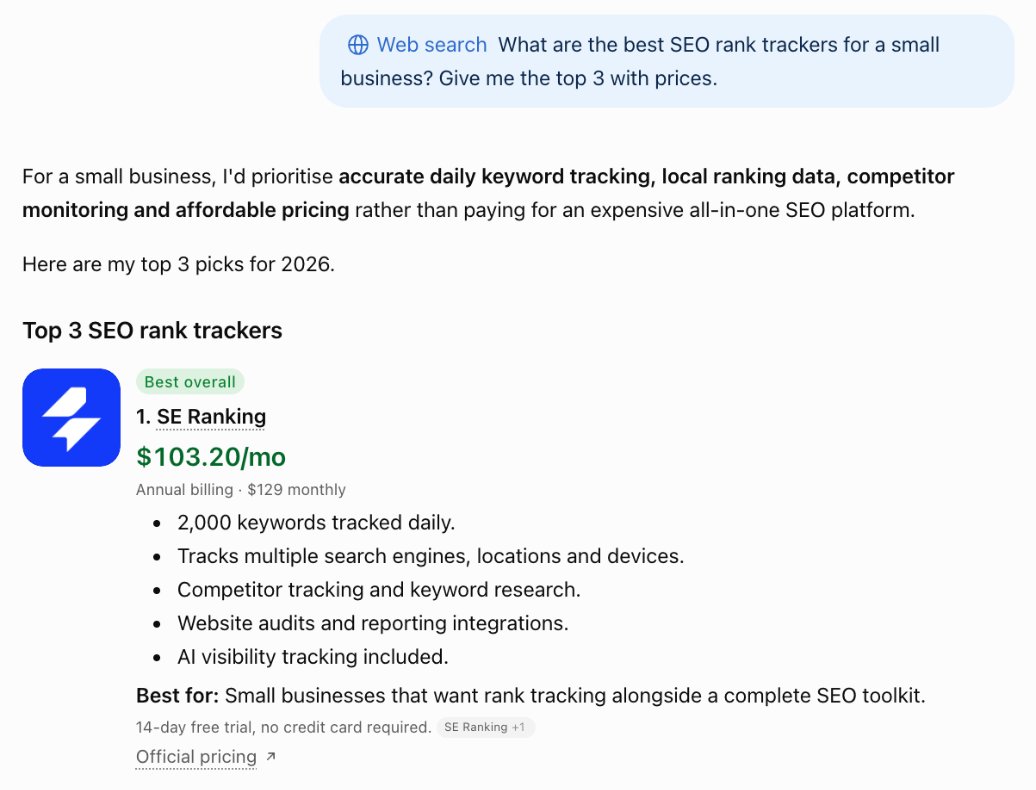 Web search What are the best SEO rank trackers for a small
business? Give me the top 3 with prices.
For a small business, I'd prioritise accurate daily keyword tracking, local ranking data, competitor
monitoring and affordable pricing rather than paying for an expensive all-in-one SEO platform.
Here are my top 3 picks for 2026.
Top 3 SEO rank trackers
Best overall
1. SE Ranking
$103.20/mo
Annual billing · $129 monthly
• 2,000 keywords tracked daily.
• Tracks multiple search engines, locations and devices.
• Competitor tracking and keyword research.
• Website audits and reporting integrations.
• AI visibility tracking included.
Best for: Small businesses that want rank tracking alongside a complete SEO toolkit.
14-day free trial, no credit card required. SE Ranking +1
Official pricing ↗